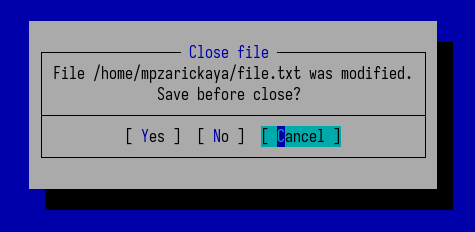 Close file
File /home/mpzarickaya/file.txt was modified.
Save before close?
[ Yes ] [ No ] [ Cancel ]